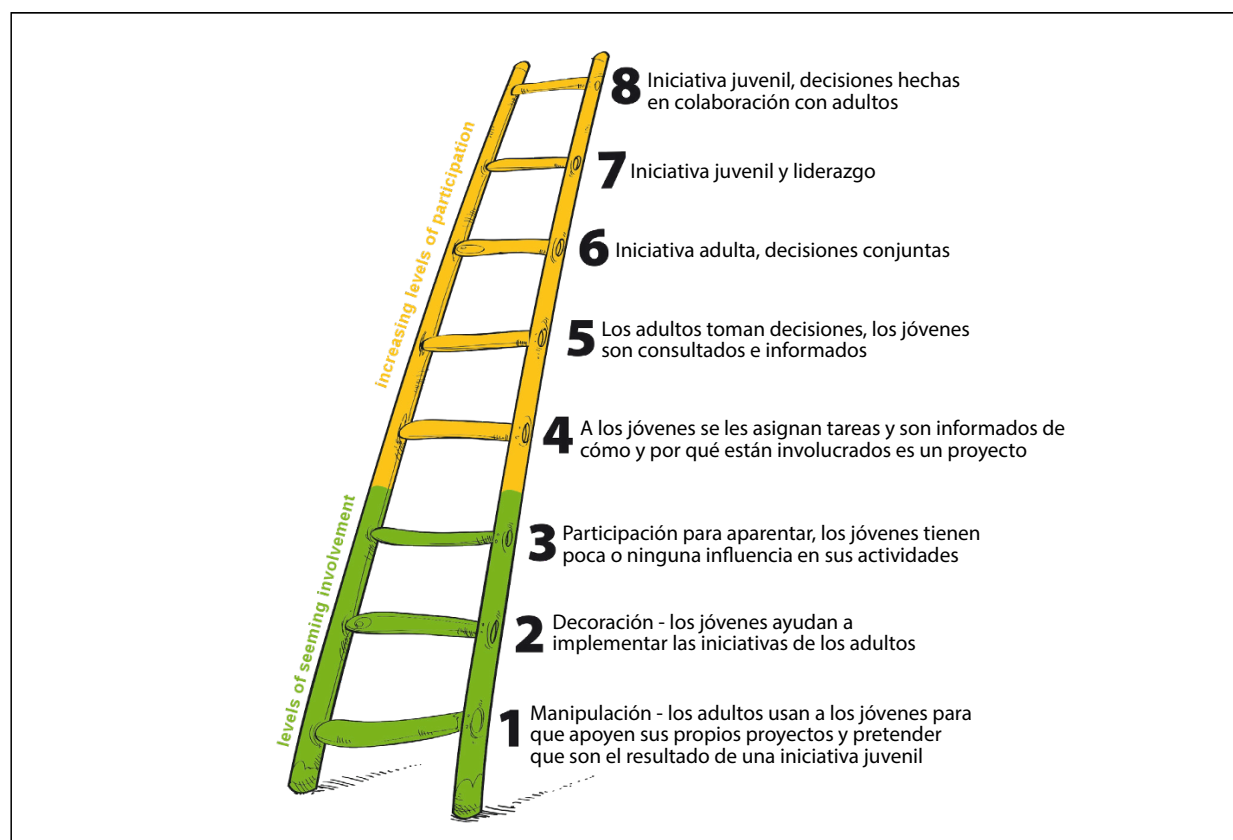 8 Iniciativa juvenil, decisiones hechas
en colaboración con adultos
7 Iniciativa juvenil y liderazgo
6 Iniciativa adulta, decisiones conjuntas
5 Los adultos toman decisiones, los jóvenes
son consultados e informados
4 A los jóvenes se les asignan tareas y son informados de
cómo y por qué están involucrados es un proyecto
3 Participación para aparentar, los jóvenes tienen
poca o ninguna influencia en sus actividades
2 Decoración - los jóvenes ayudan a
implementar las iniciativas de los adultos
1 Manipulación - los adultos usan a los jóvenes para
que apoyen sus propios proyectos y pretender
que son el resultado de una iniciativa juvenil
increasing levels of participation
levels of seeming involvement